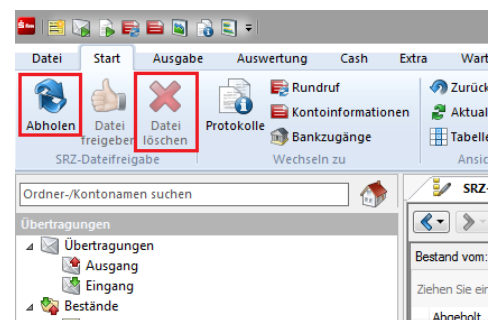 Datei Start Ausgabe Auswertung Cash Extra Wart
Abholen
Datei freigeben
Datei löschen
Protokolle
Rundruf
Kontoinformationen
Bankzugänge
Zurück
Aktual
Tabelle
SRZ-Dateifreigabe Wechseln zu Ansic
Ordner-/Kontonamen suchen
SRZ-
Übertragungen
Übertragungen
Ausgang
Eingang
Bestände
Bestand vom:
Ziehen Sie ein
Abgeholt